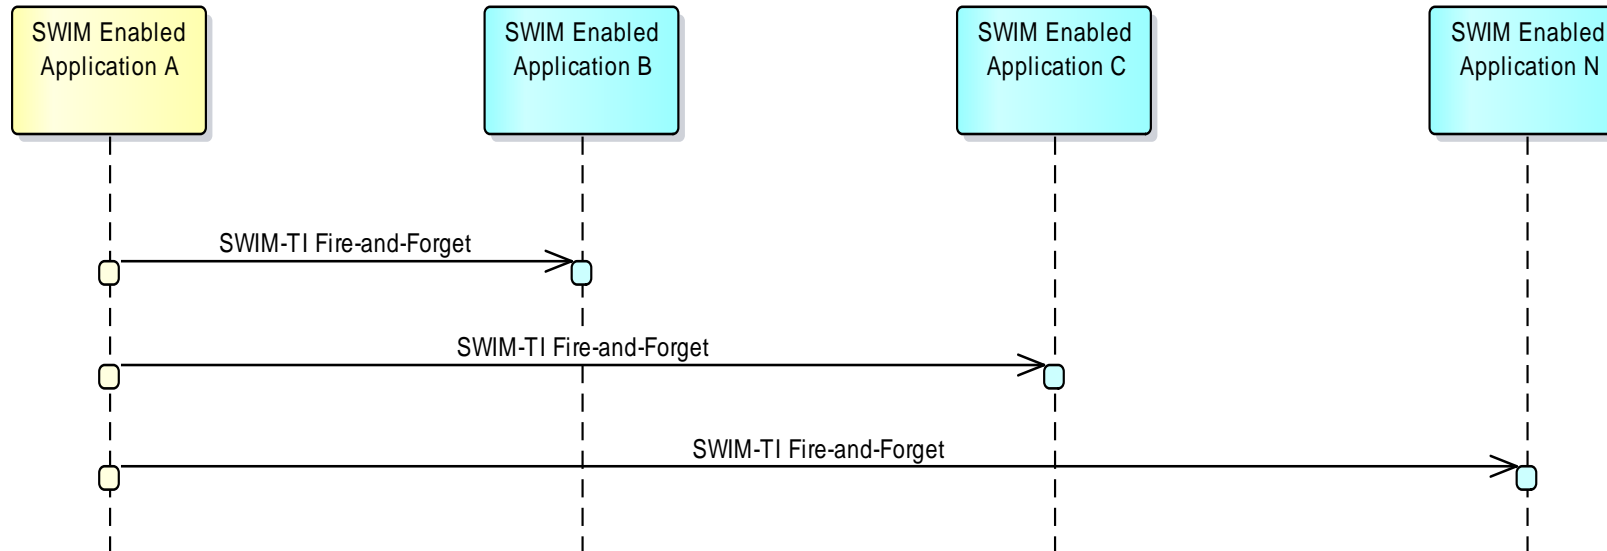 SWIM Enabled
Application A
SWIM Enabled
Application B
SWIM Enabled
Application C
SWIM Enabled
Application N
SWIM-TI Fire-and-Forget
SWIM-TI Fire-and-Forget
SWIM-TI Fire-and-Forget